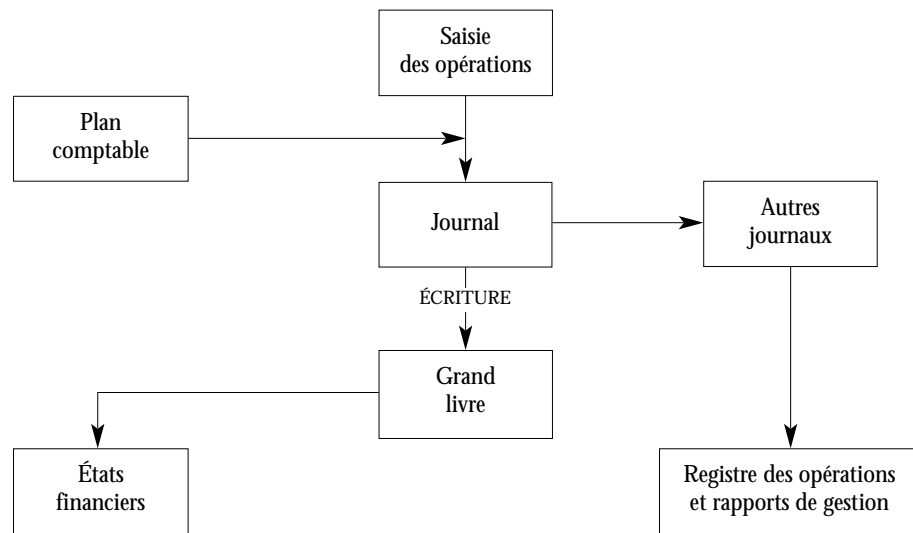 Saisie
des opérations
Plan
comptable
Journal
Autres
journaux
ÉCRITURE
Grand
livre
États
financiers
Registre des opérations
et rapports de gestion